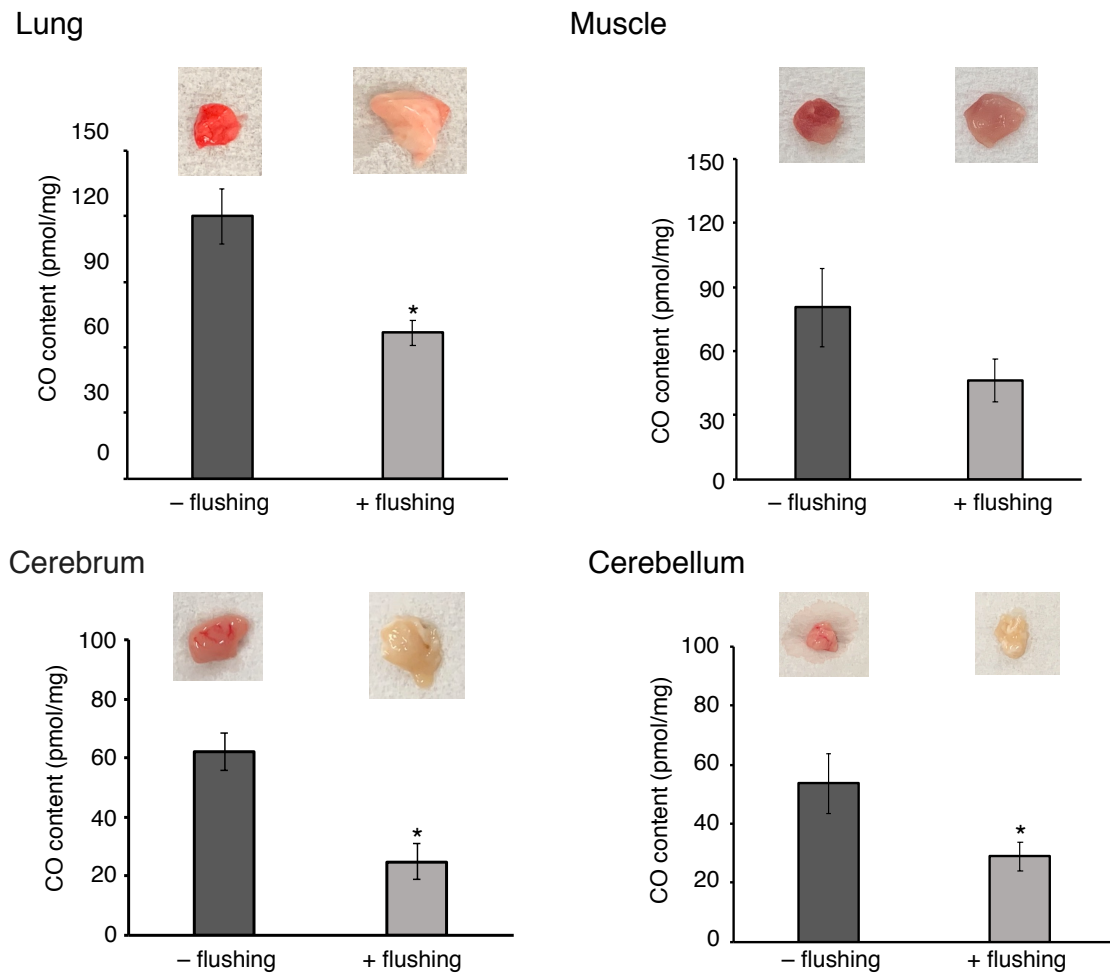 Lung
CO content (pmol/mg)
150
120
90
60
30
0
*
– flushing
+ flushing
Muscle
CO content (pmol/mg)
150
120
90
60
30
0
– flushing
+ flushing
Cerebrum
CO content (pmol/mg)
100
80
60
40
20
0
*
– flushing
+ flushing
Cerebellum
CO content (pmol/mg)
100
80
60
40
20
0
*
– flushing
+ flushing